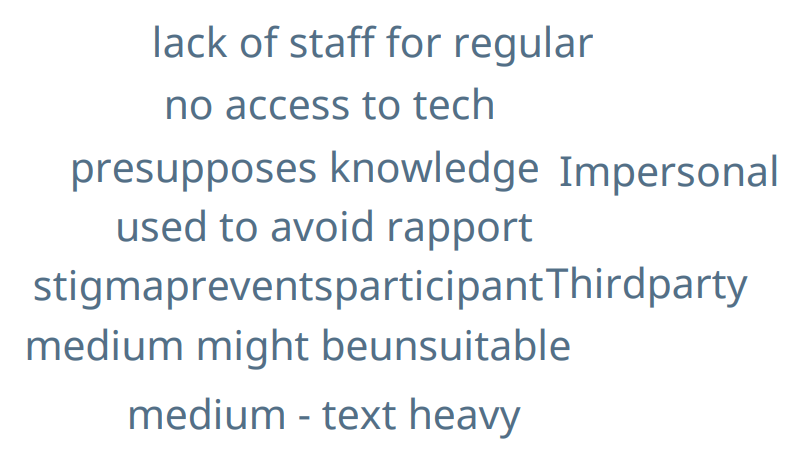 lack of staff for regular
no access to tech
presupposes knowledge Impersonal
used to avoid rapport
stigmapreventsparticipant Thirdparty
medium might beunsuitable
medium - text heavy